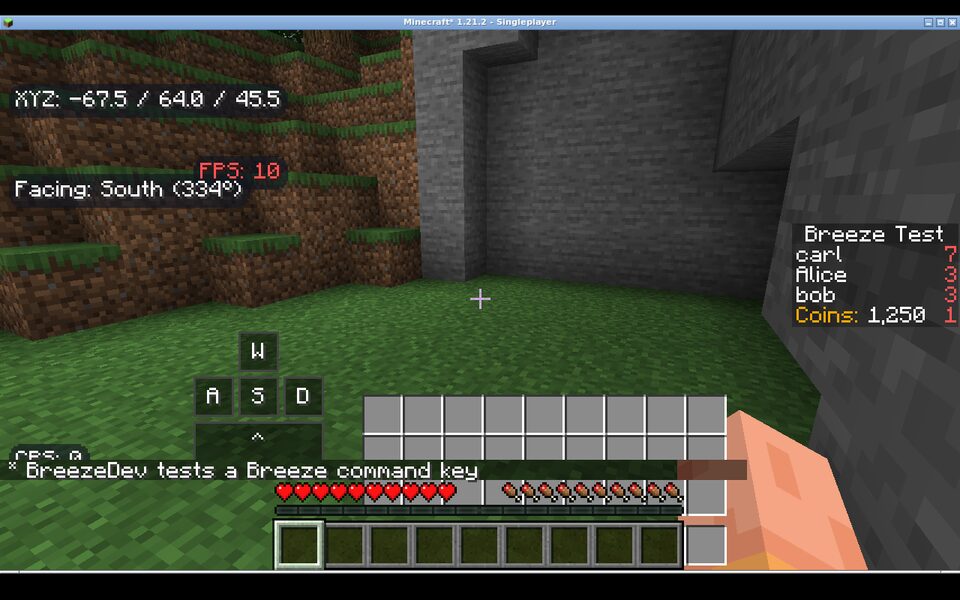 Minecraft* 1.21.2 - Singleplayer
XYZ: -67.5 / 64.0 / 45.5
FPS: 10
Facing: South (334º)
Breeze Test
carl 7
Alice 3
bob 3
Coins: 1,250 1
W
A S D
^
CPS: 0
* BreezeDev tests a Breeze command key